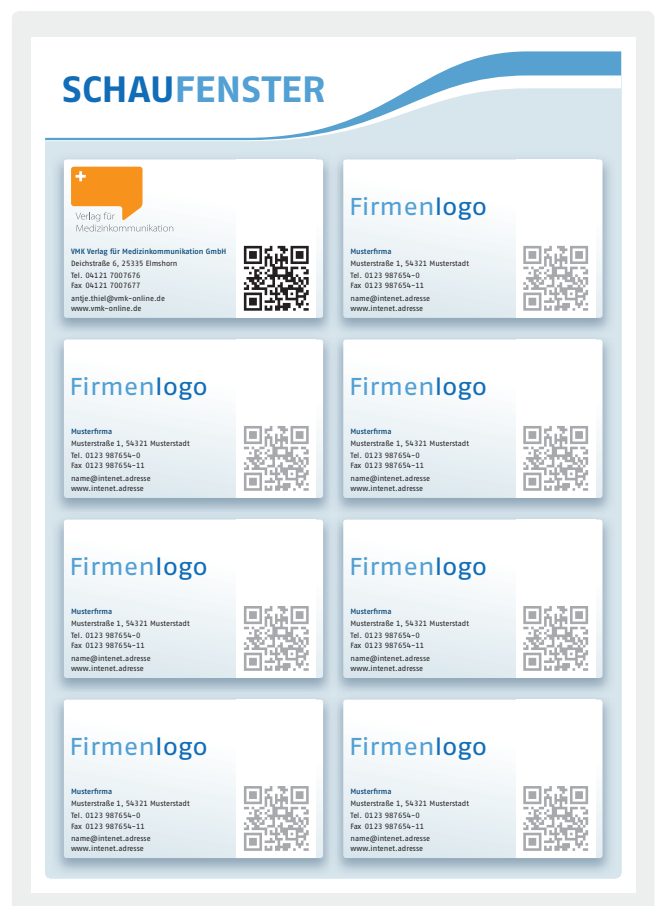 SCHAUFENSTER
Verlag für
Medizinkommunikation
VMK Verlag für Medizinkommunikation GmbH
Deichstraße 6, 25335 Elmshorn
Tel. 04121 7007676
Fax 04121 7007677
antje.thiel@vmk-online.de
www.vmk-online.de
Firmenlogo
Musterfirma
Musterstraße 1, 54321 Musterstadt
Tel. 0123 987654-0
Fax 0123 987654-11
name@intenet.adresse
www.intenet.adresse
Firmenlogo
Musterfirma
Musterstraße 1, 54321 Musterstadt
Tel. 0123 987654-0
Fax 0123 987654-11
name@intenet.adresse
www.intenet.adresse
Firmenlogo
Musterfirma
Musterstraße 1, 54321 Musterstadt
Tel. 0123 987654-0
Fax 0123 987654-11
name@intenet.adresse
www.intenet.adresse
Firmenlogo
Musterfirma
Musterstraße 1, 54321 Musterstadt
Tel. 0123 987654-0
Fax 0123 987654-11
name@intenet.adresse
www.intenet.adresse
Firmenlogo
Musterfirma
Musterstraße 1, 54321 Musterstadt
Tel. 0123 987654-0
Fax 0123 987654-11
name@intenet.adresse
www.intenet.adresse
Firmenlogo
Musterfirma
Musterstraße 1, 54321 Musterstadt
Tel. 0123 987654-0
Fax 0123 987654-11
name@intenet.adresse
www.intenet.adresse
Firmenlogo
Musterfirma
Musterstraße 1, 54321 Musterstadt
Tel. 0123 987654-0
Fax 0123 987654-11
name@intenet.adresse
www.intenet.adresse